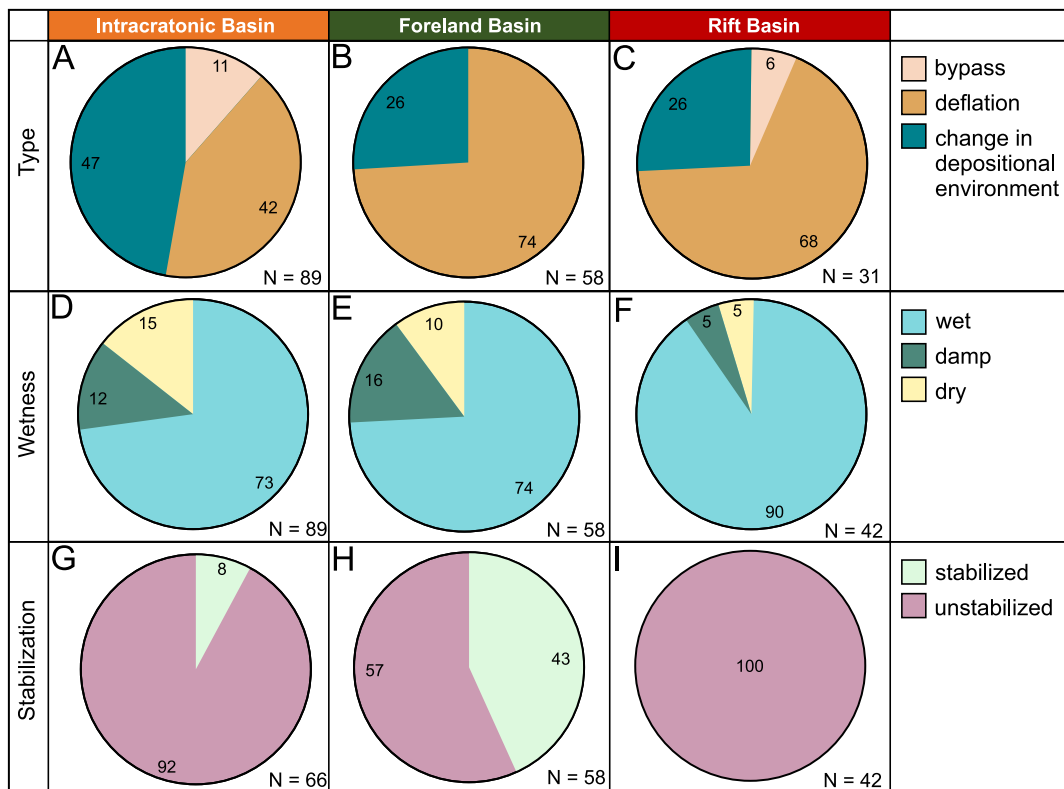 Intracratonic Basin
Foreland Basin
Rift Basin
Type
A
11
47
42
N = 89
B
26
74
N = 58
C
6
26
68
N = 31
bypass
deflation
change in
depositional
environment
Wetness
D
15
12
73
N = 89
E
10
16
74
N = 58
F
5
5
90
N = 42
wet
damp
dry
Stabilization
G
8
92
N = 66
H
57
43
N = 58
I
100
N = 42
stabilized
unstabilized